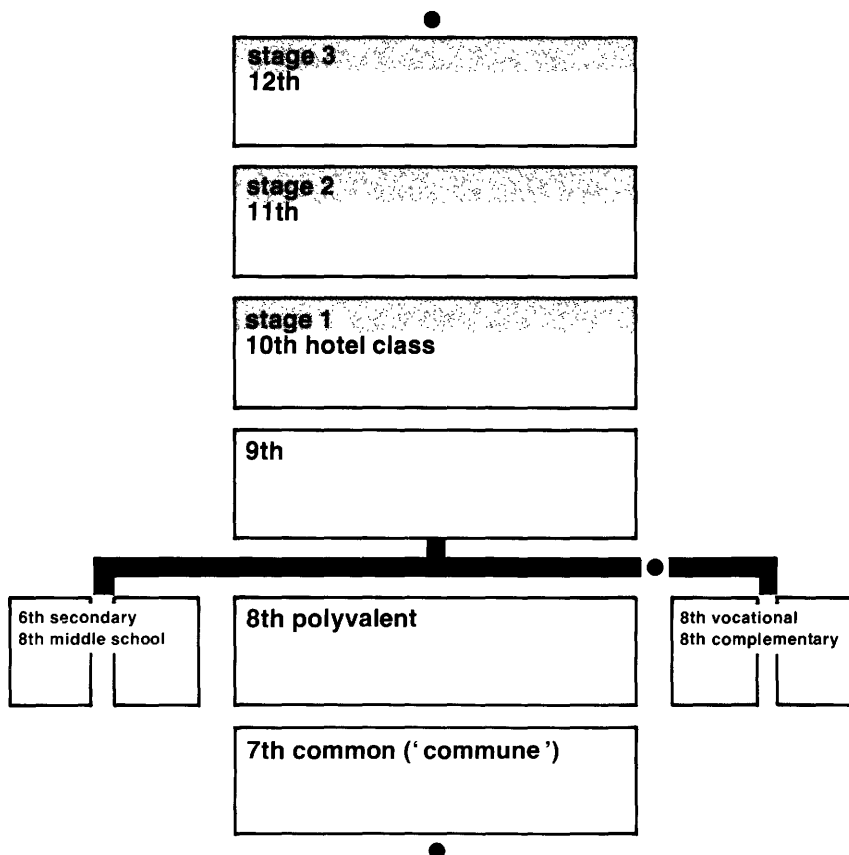 stage 3
12th
stage 2
11th
stage 1
10th hotel class
9th
6th secondary
8th middle school
8th polyvalent
8th vocational
8th complementary
7th common (‘commune’)